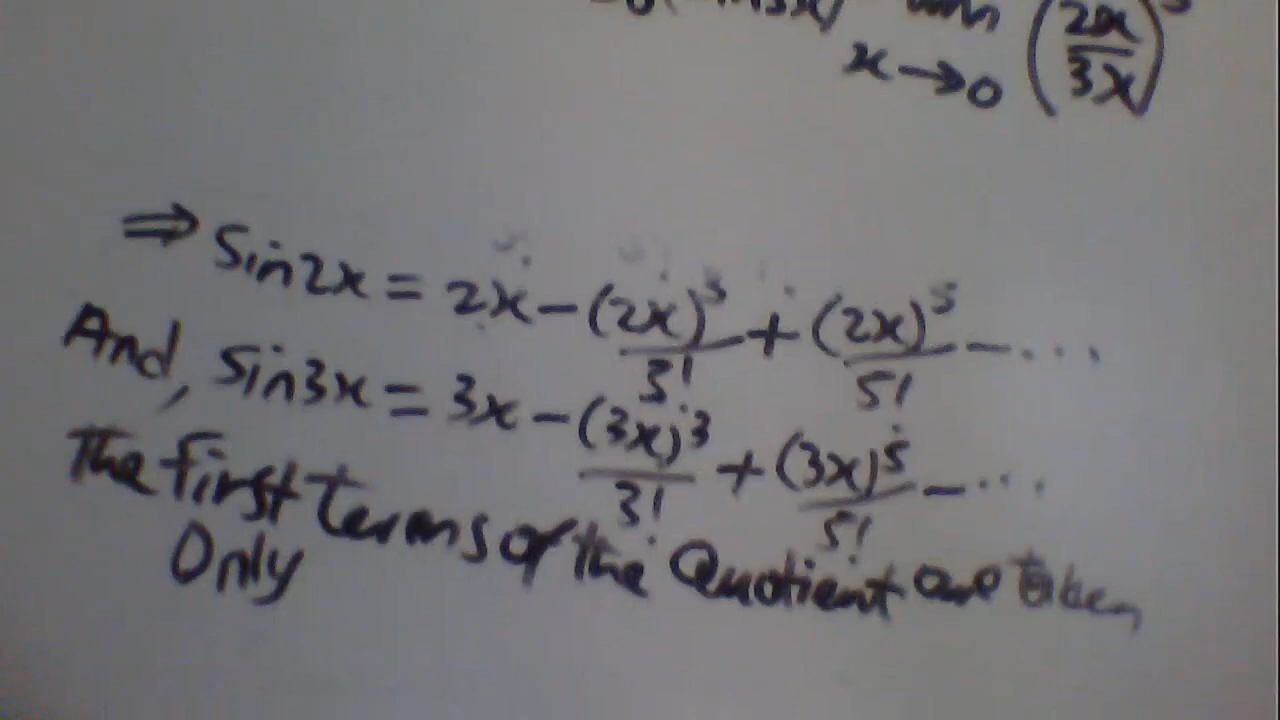 x→0 (2x/3x)
⇒ Sin2x = 2x - (2x)³/3! + (2x)⁵/5! - ...
And, Sin3x = 3x - (3x)³/3! + (3x)⁵/5! - ...
The first terms of the Quotient are taken
Only